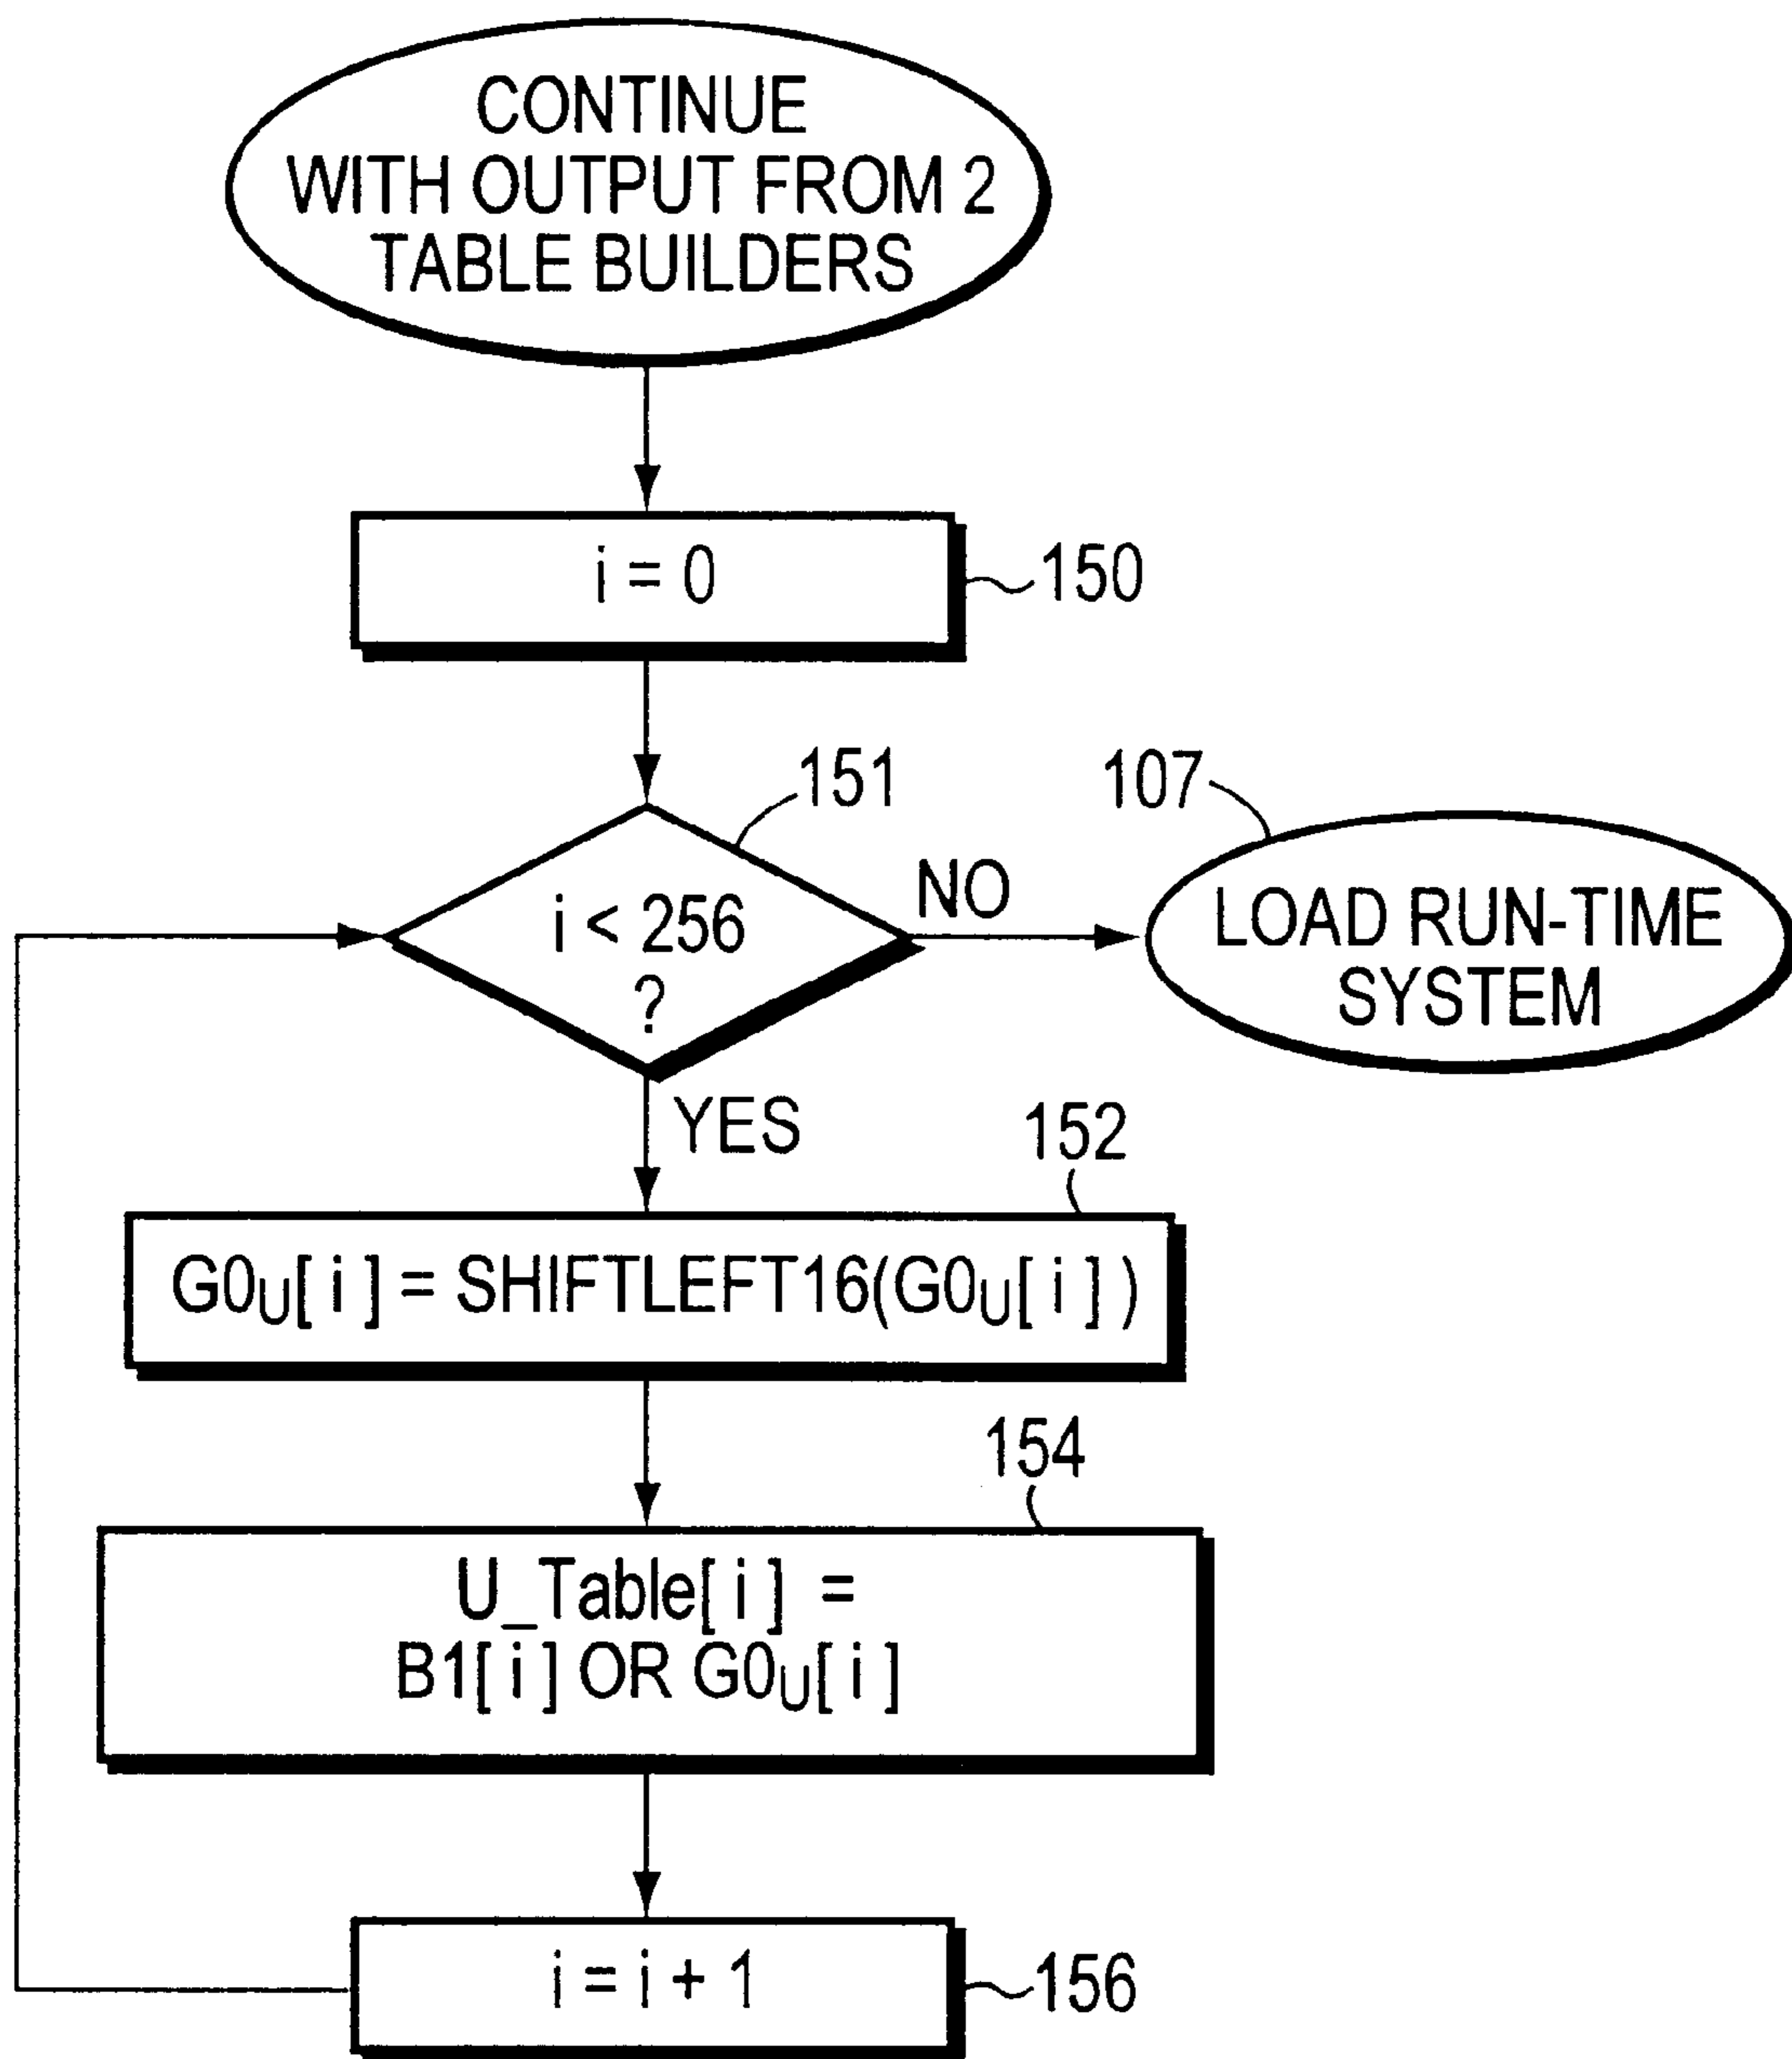 CONTINUE
WITH OUTPUT FROM 2
TABLE BUILDERS
i = 0
150
151
107
i < 256
?
NO
LOAD RUN-TIME
SYSTEM
YES
152
G0U[ i ] = SHIFTLEFT16(G0U[ i ] )
154
U_Table[ i ] =
B1[ i ] OR G0U[ i ]
i = i + 1
156